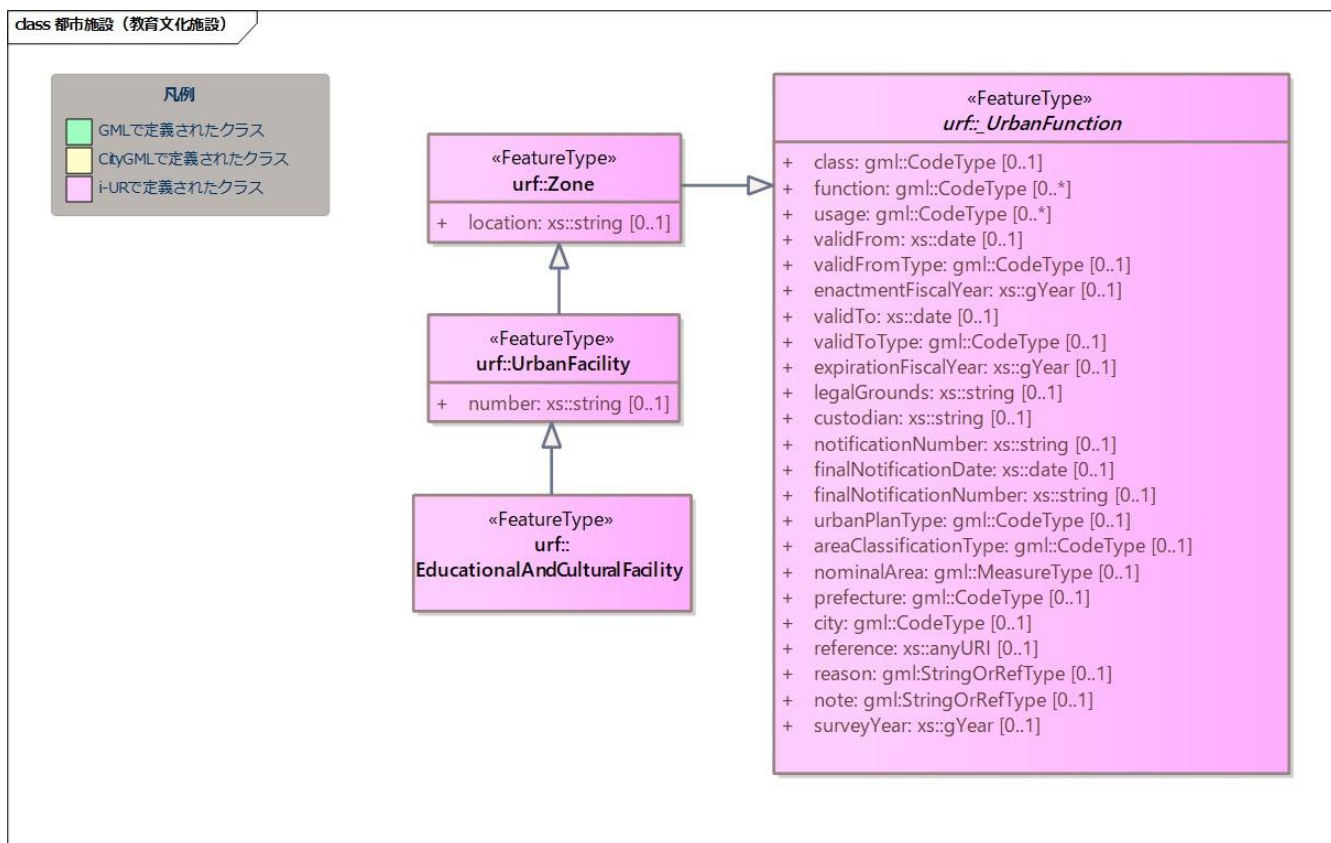 class 都市施設（教育文化施設）
凡例
GMLで定義されたクラス
CityGMLで定義されたクラス
i-URで定義されたクラス
«FeatureType»
urf::Zone
+ location: xs::string [0..1]
«FeatureType»
urf::UrbanFacility
+ number: xs::string [0..1]
«FeatureType»
urf::
EducationalAndCulturalFacility
«FeatureType»
urf::_UrbanFunction
+ class: gml::CodeType [0..1]
+ function: gml::CodeType [0..*]
+ usage: gml::CodeType [0..*]
+ validFrom: xs::date [0..1]
+ validFromType: gml::CodeType [0..1]
+ enactmentFiscalYear: xs::gYear [0..1]
+ validTo: xs::date [0..1]
+ validToType: gml::CodeType [0..1]
+ expirationFiscalYear: xs::gYear [0..1]
+ legalGrounds: xs::string [0..1]
+ custodian: xs::string [0..1]
+ notificationNumber: xs::string [0..1]
+ finalNotificationDate: xs::date [0..1]
+ finalNotificationNumber: xs::string [0..1]
+ urbanPlanType: gml::CodeType [0..1]
+ areaClassificationType: gml::CodeType [0..1]
+ nominalArea: gml::MeasureType [0..1]
+ prefecture: gml::CodeType [0..1]
+ city: gml::CodeType [0..1]
+ reference: xs::anyURI [0..1]
+ reason: gml:StringOrRefType [0..1]
+ note: gml:StringOrRefType [0..1]
+ surveyYear: xs::gYear [0..1]